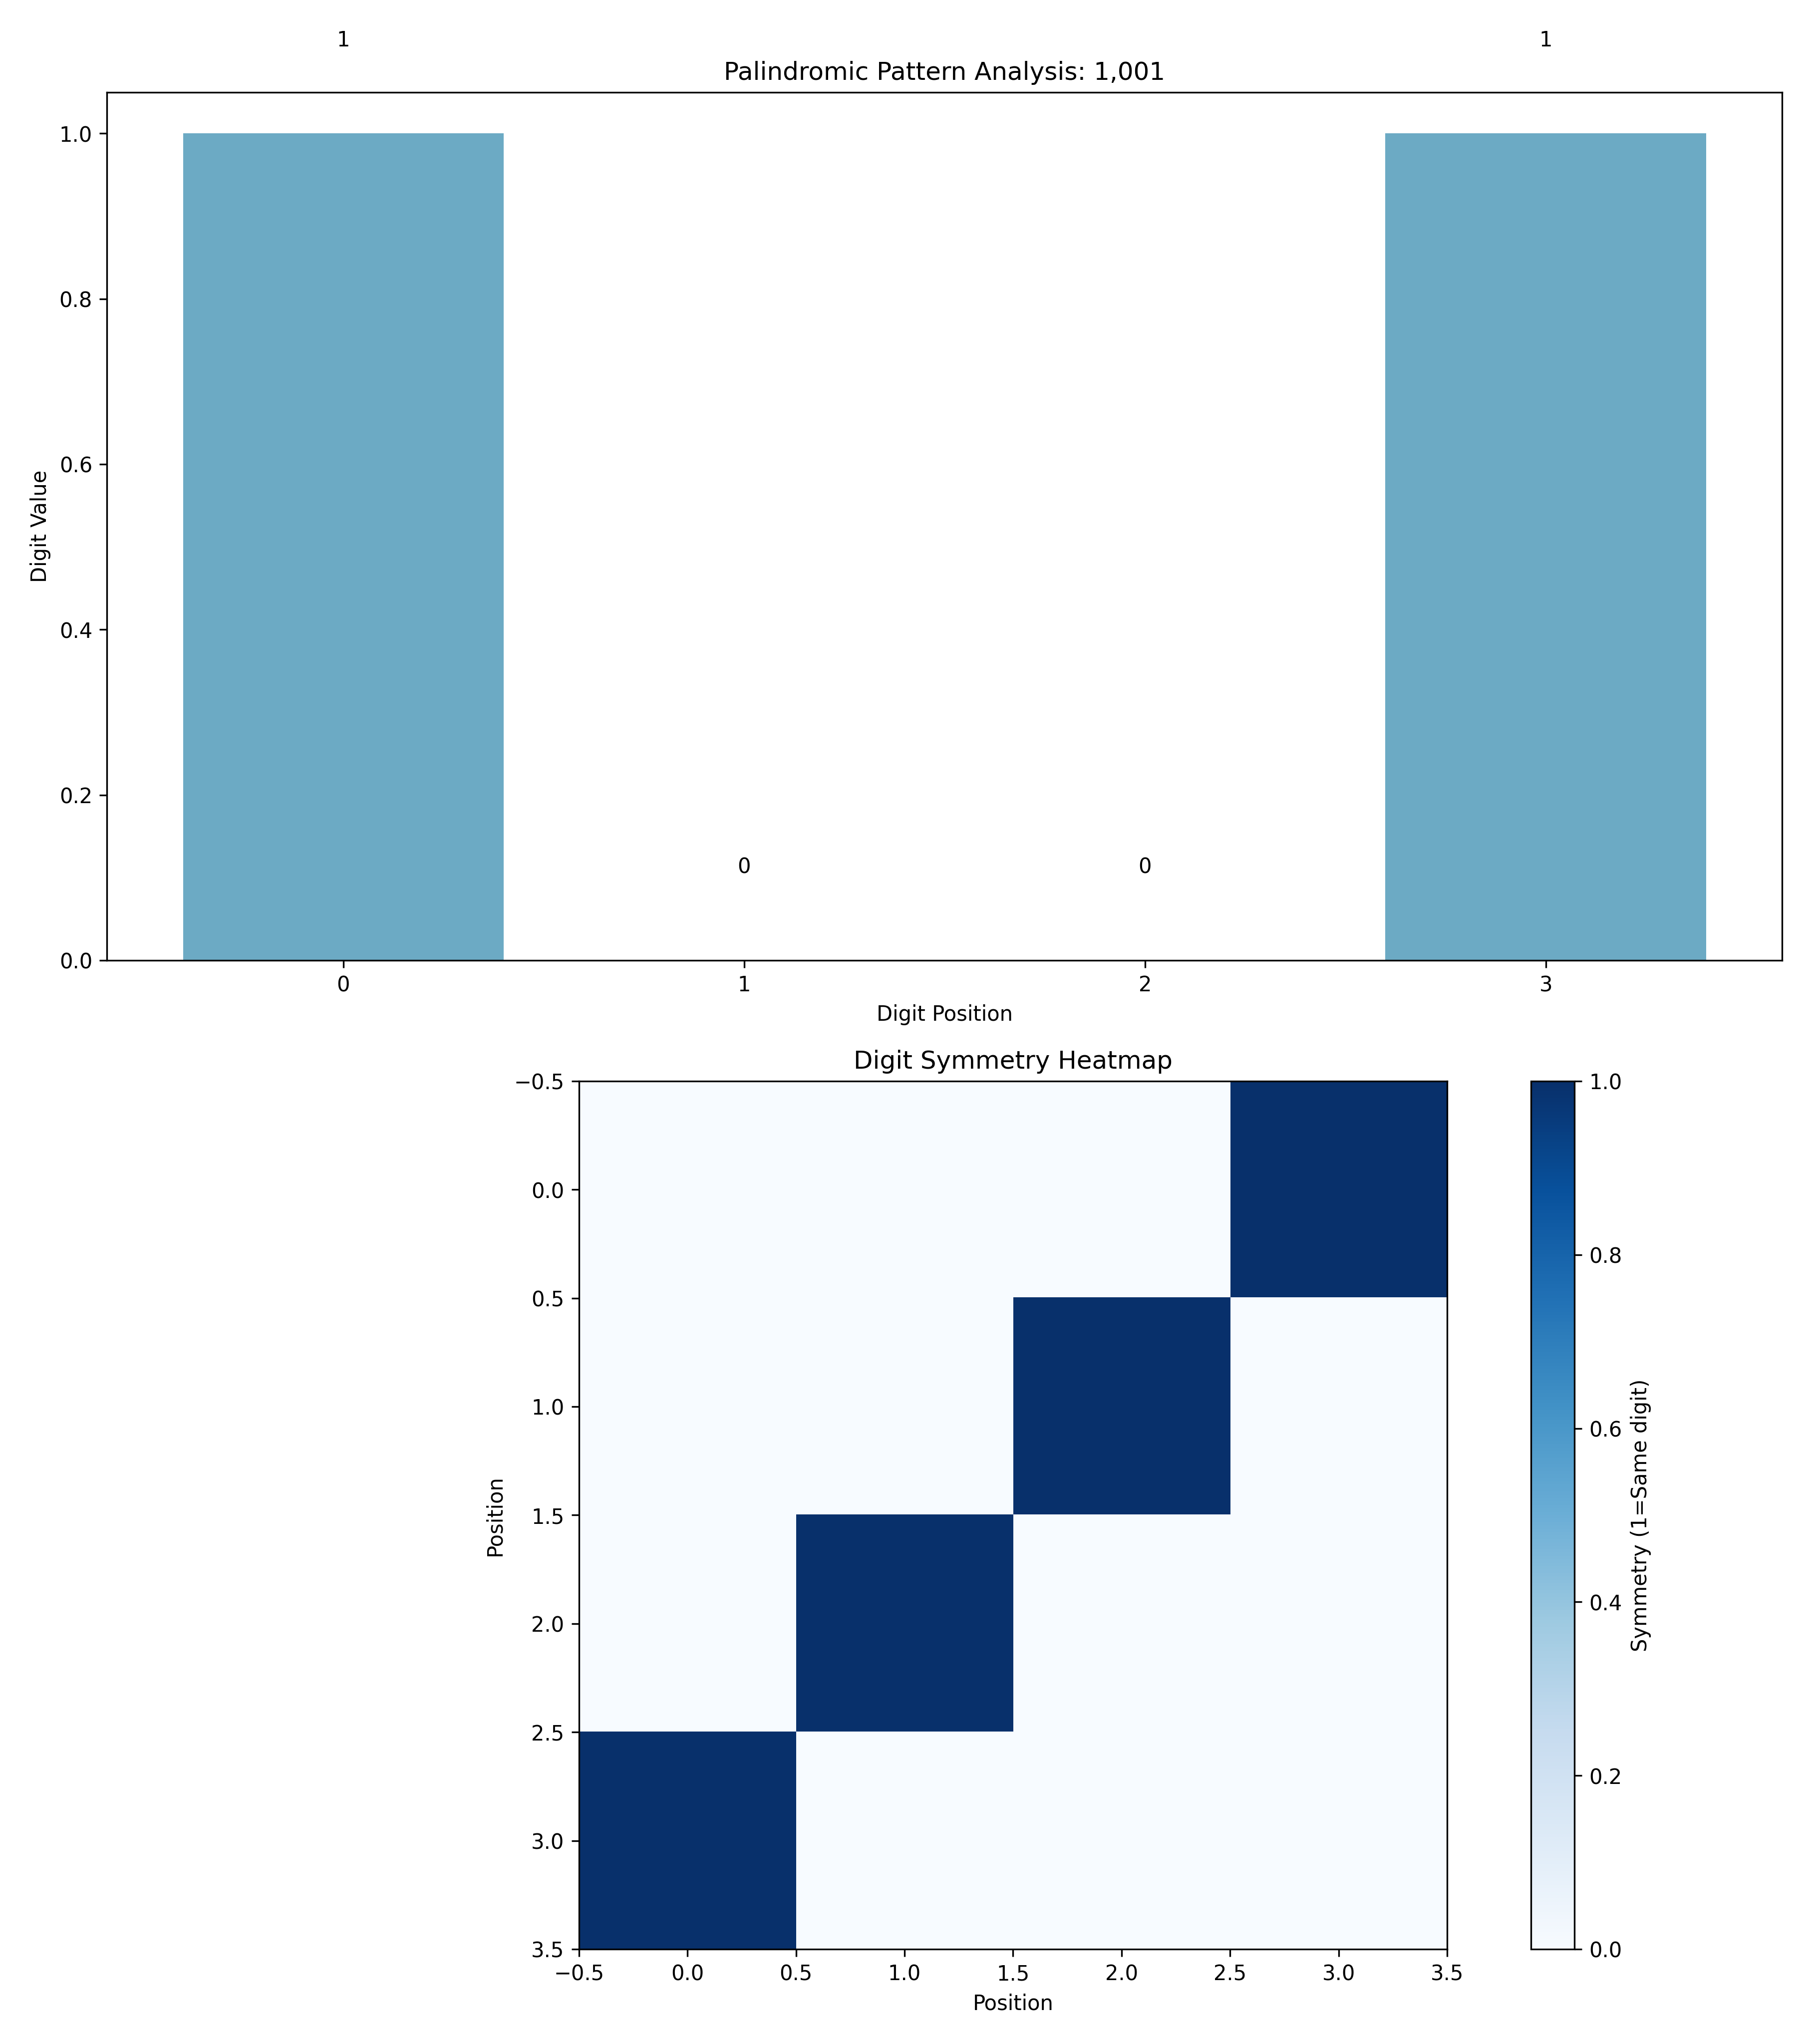 1 1
Palindromic Pattern Analysis: 1,001
1.0
0.8
0.6
0.4
0.2
0.0
Digit Value
0 0
0 1 2 3
Digit Position
Digit Symmetry Heatmap
−0.5
0.0
0.5
1.0
1.5
2.0
2.5
3.0
3.5
Position
−0.5 0.0 0.5 1.0 1.5 2.0 2.5 3.0 3.5
Position
1.0
0.8
0.6
0.4
0.2
0.0
Symmetry (1=Same digit)